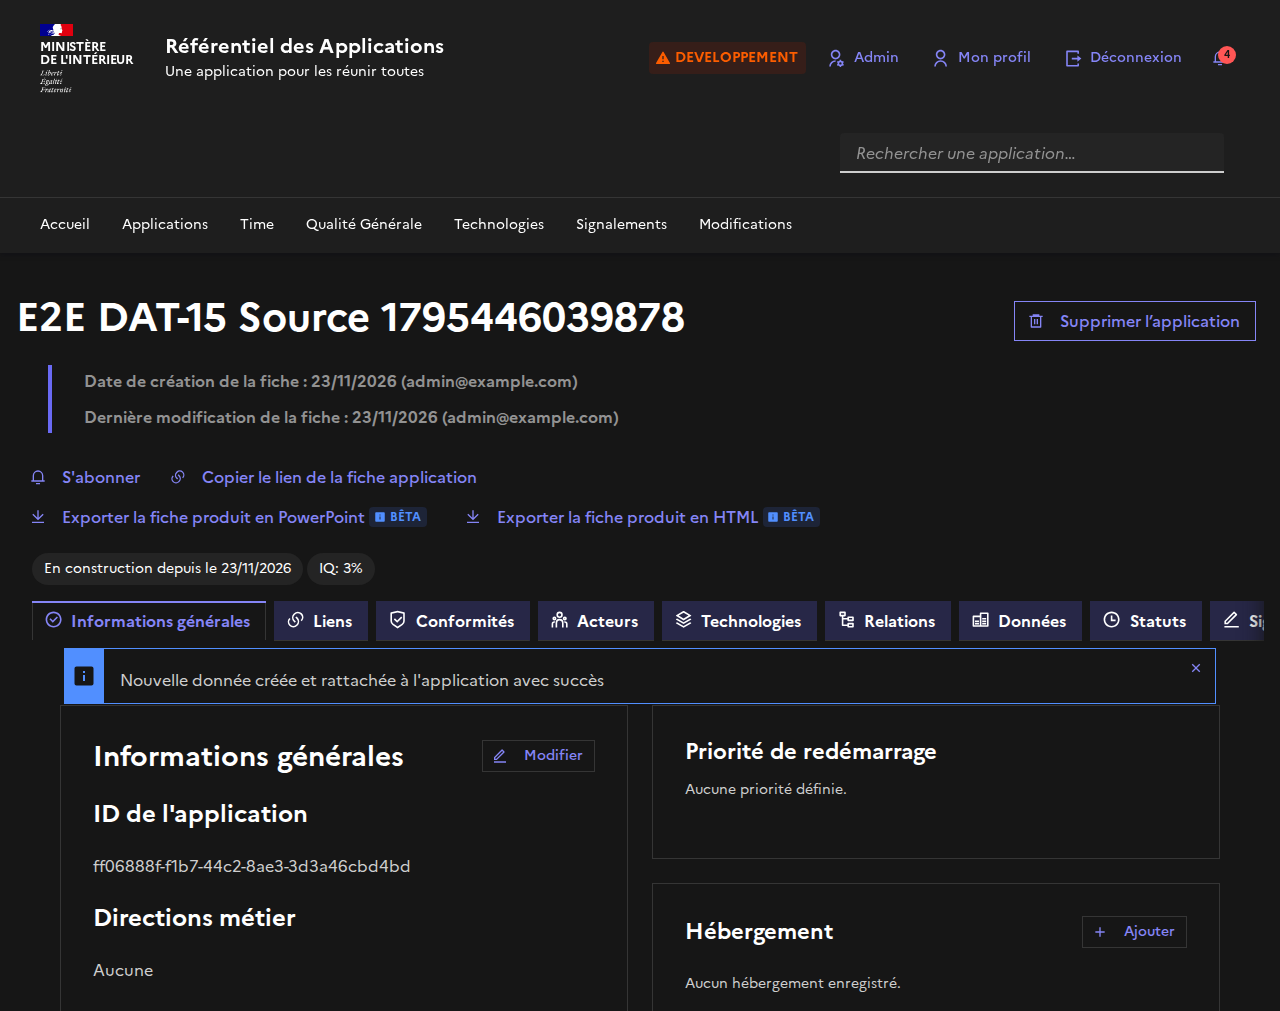 MINISTÈRE
DE L'INTÉRIEUR
Liberté
Égalité
Fraternité
Référentiel des Applications
Une application pour les réunir toutes
DEVELOPPEMENT
Admin
Mon profil
Déconnexion
4
Rechercher une application…
Accueil
Applications
Time
Qualité Générale
Technologies
Signalements
Modifications
E2E DAT-15 Source 1795446039878
Supprimer l’application
Date de création de la fiche : 23/11/2026 (admin@example.com)
Dernière modification de la fiche : 23/11/2026 (admin@example.com)
S'abonner
Copier le lien de la fiche application
Exporter la fiche produit en PowerPoint BÊTA
Exporter la fiche produit en HTML BÊTA
En construction depuis le 23/11/2026
IQ: 3%
Informations générales
Liens
Conformités
Acteurs
Technologies
Relations
Données
Statuts
Sig
Nouvelle donnée créée et rattachée à l'application avec succès
Informations générales
Modifier
ID de l'application
ff06888f-f1b7-44c2-8ae3-3d3a46cbd4bd
Directions métier
Aucune
Priorité de redémarrage
Aucune priorité définie.
Hébergement
Ajouter
Aucun hébergement enregistré.